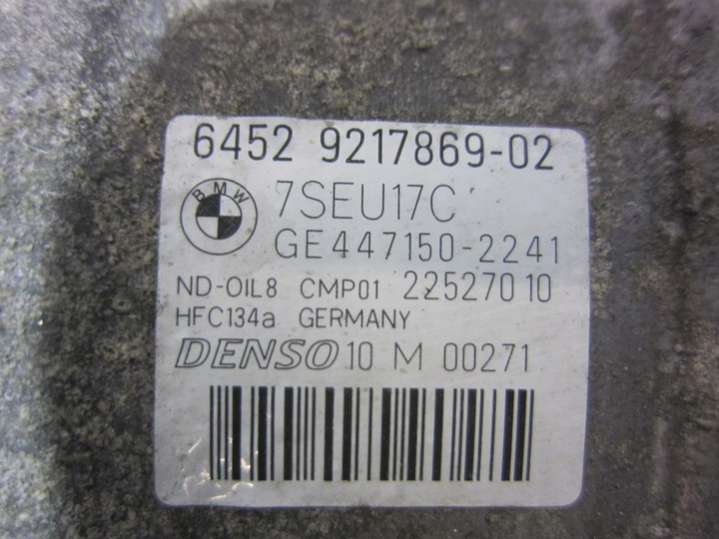 6452 9217869-02
BMW
7SEU17C
GE447150-2241
ND-OIL8 CMP01 22527010
HFC134a GERMANY
DENSO 10 M 00271